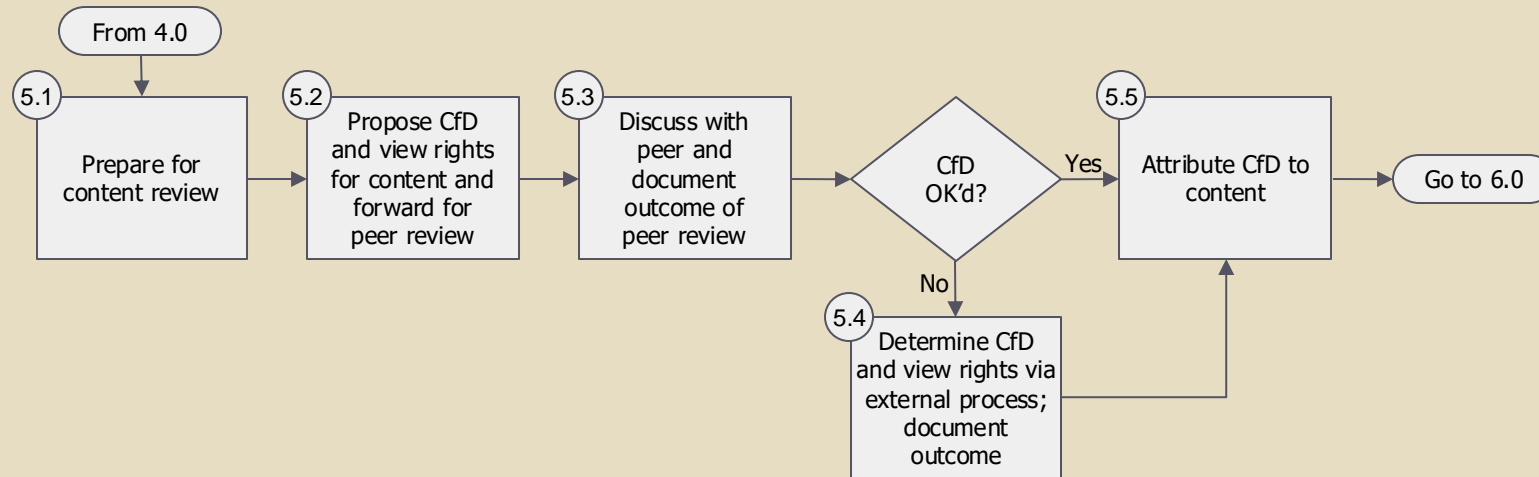 From 4.0
5.1
Prepare for
content review
5.2
Propose CfD
and view rights
for content and
forward for
peer review
5.3
Discuss with
peer and
document
outcome of
peer review
CfD
OK'd?
Yes
No
5.4
Determine CfD
and view rights via
external process;
document
outcome
5.5
Attribute CfD to
content
Go to 6.0